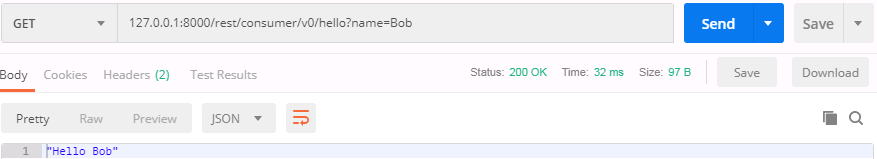 GET 127.0.0.1:8000/rest/consumer/v0/hello?name=Bob Send Save
Body Cookies Headers (2) Test Results Status: 200 OK Time: 32 ms Size: 97 B Save Download
Pretty Raw Preview JSON
1 "Hello Bob"